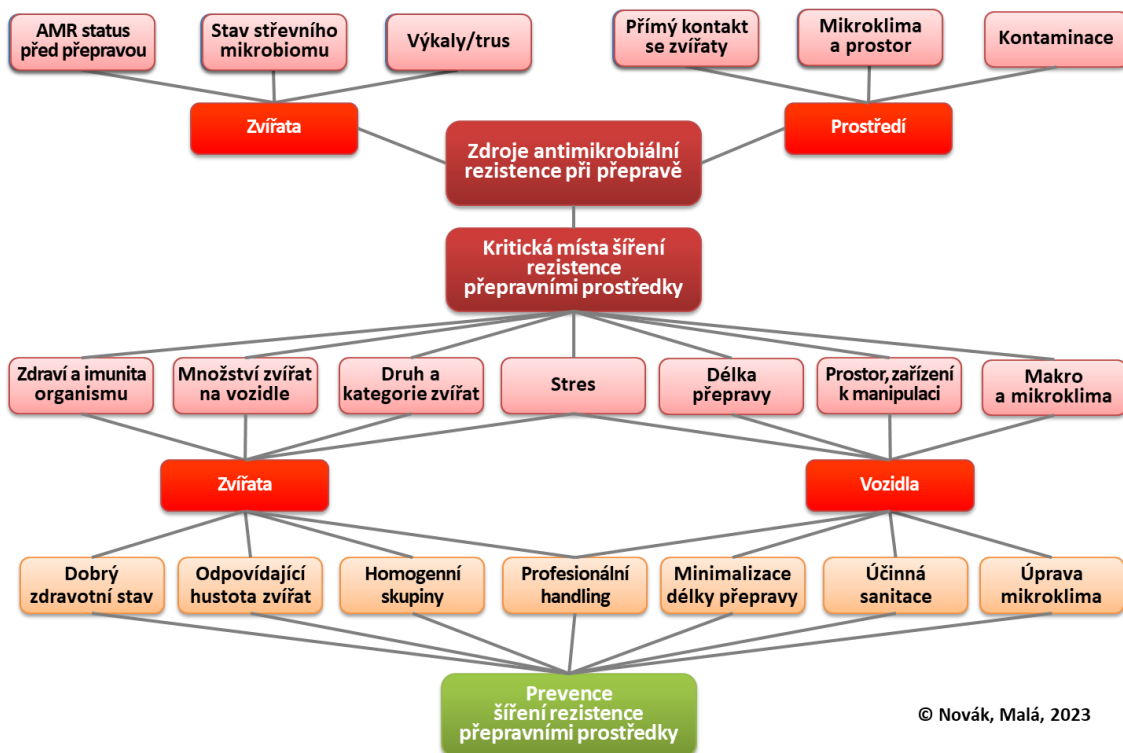 AMR status
před přepravou
Stav střevního
mikrobiomu
Výkaly/trus
Přímý kontakt
se zvířaty
Mikroklima
a prostor
Kontaminace
Zvířata
Prostředí
Zdroje antimikrobiální
rezistence při přepravě
Kritická místa šíření
rezistence
přepravními prostředky
Zdraví a imunita
organismu
Množství zvířat
na vozidle
Druh a
kategorie zvířat
Stres
Délka
přepravy
Prostor, zařízení
k manipulaci
Makro
a mikroklima
Zvířata
Vozidla
Dobrý
zdravotní stav
Odpovídající
hustota zvířat
Homogenní
skupiny
Profesionální
handling
Minimalizace
délky přepravy
Účinná
sanitace
Úprava
mikroklima
Prevence
šíření rezistence
přepravními prostředky
© Novák, Malá, 2023